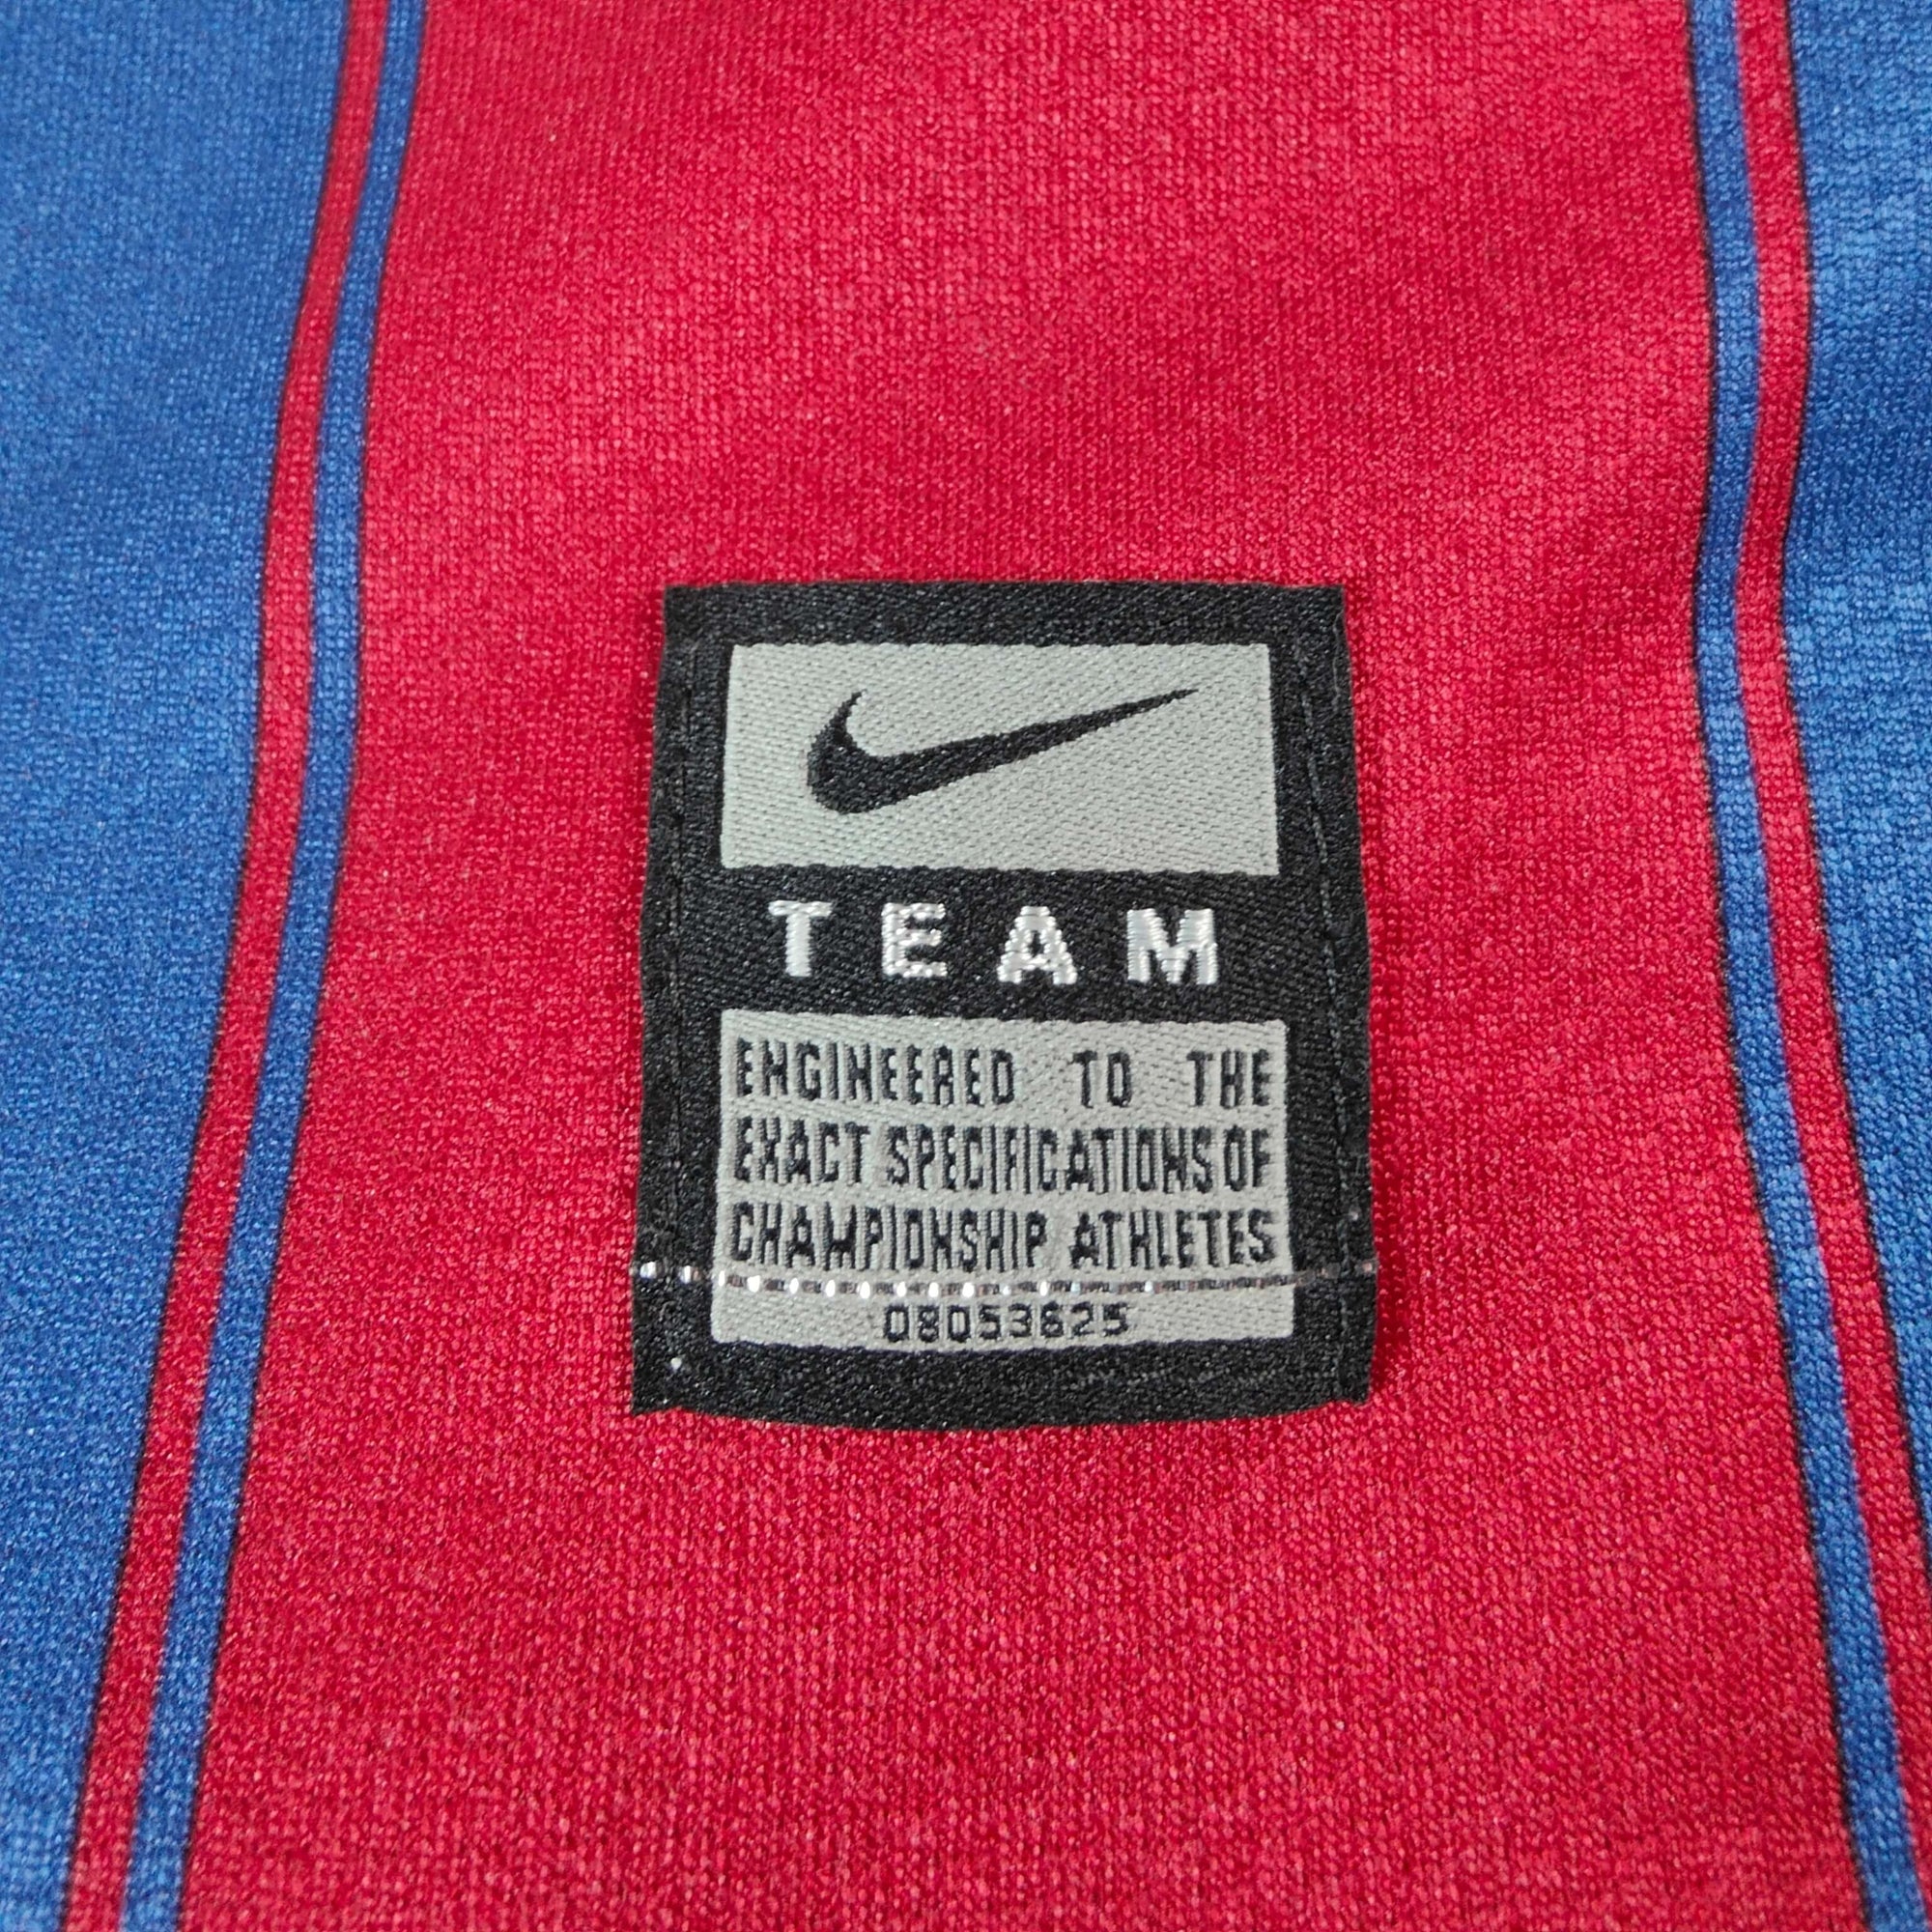 TEAM
ENGINEERED TO THE
EXACT SPECIFICATIONS OF
CHAMPIONSHIP ATHLETES
08053625